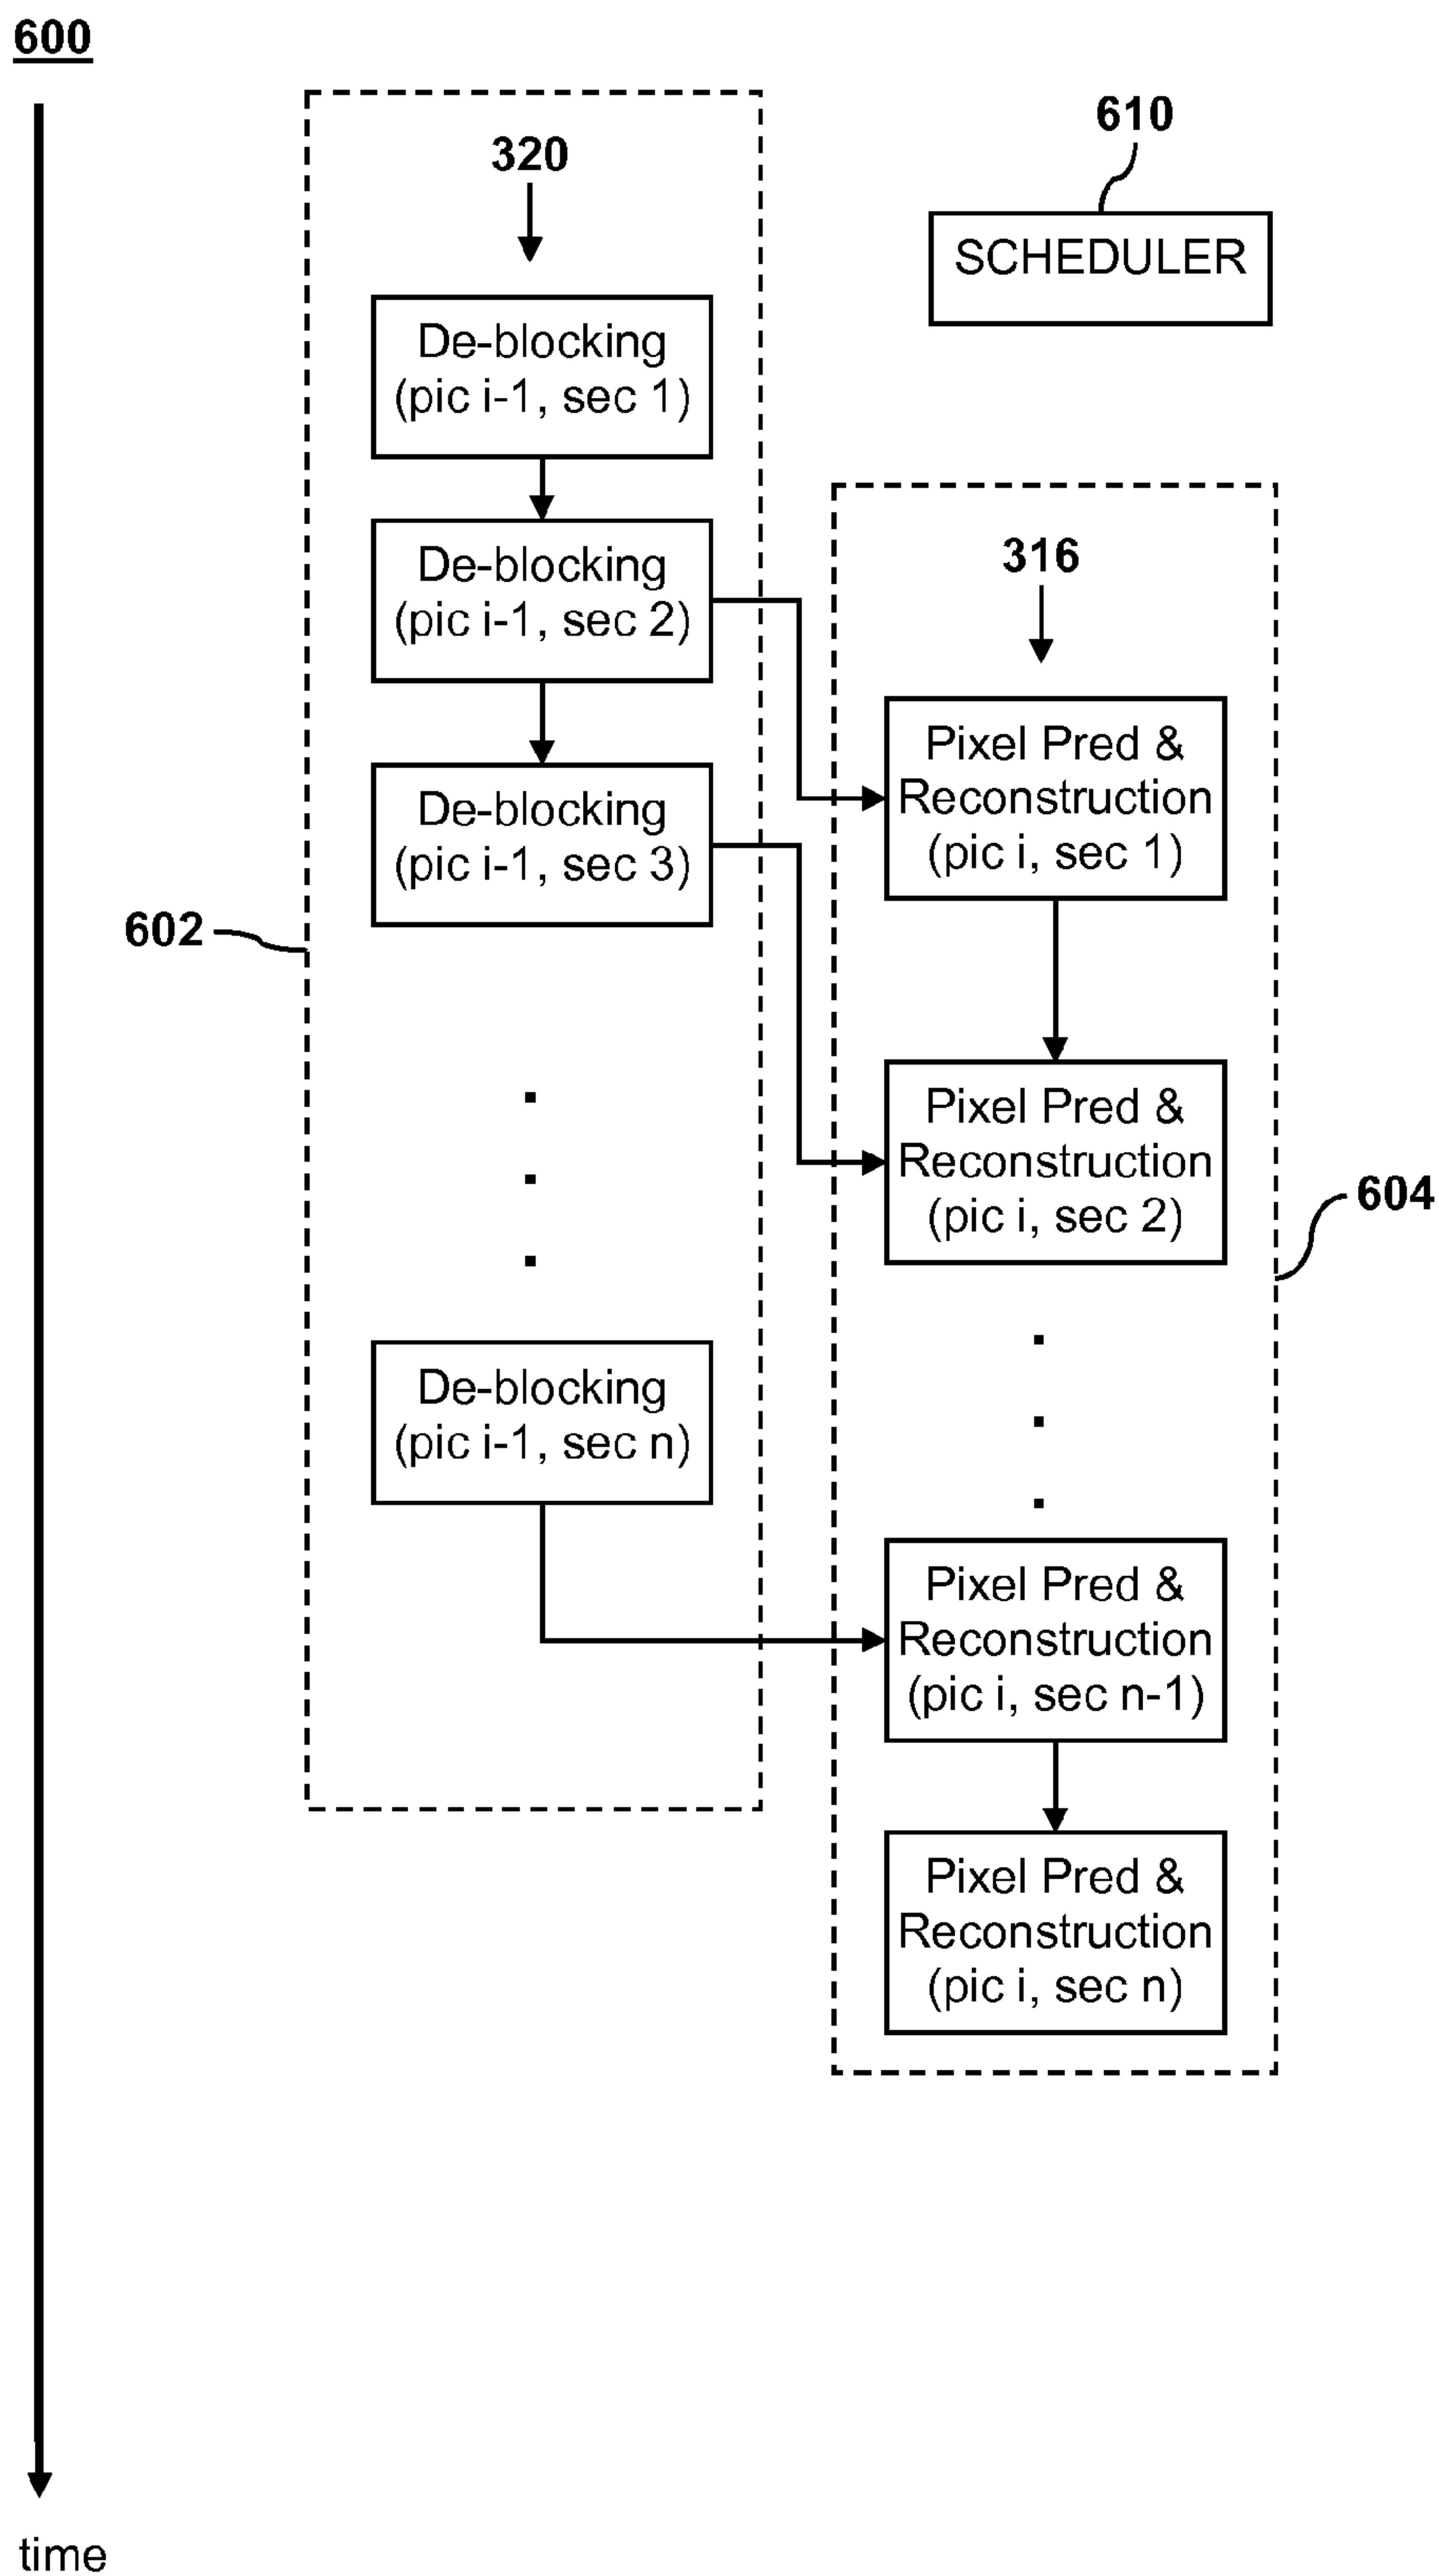 600
320
610
SCHEDULER
De-blocking
(pic i-1, sec 1)
De-blocking
(pic i-1, sec 2)
316
Pixel Pred &
Reconstruction
(pic i, sec 1)
De-blocking
(pic i-1, sec 3)
602
Pixel Pred &
Reconstruction
(pic i, sec 2)
604
De-blocking
(pic i-1, sec n)
Pixel Pred &
Reconstruction
(pic i, sec n-1)
Pixel Pred &
Reconstruction
(pic i, sec n)
time